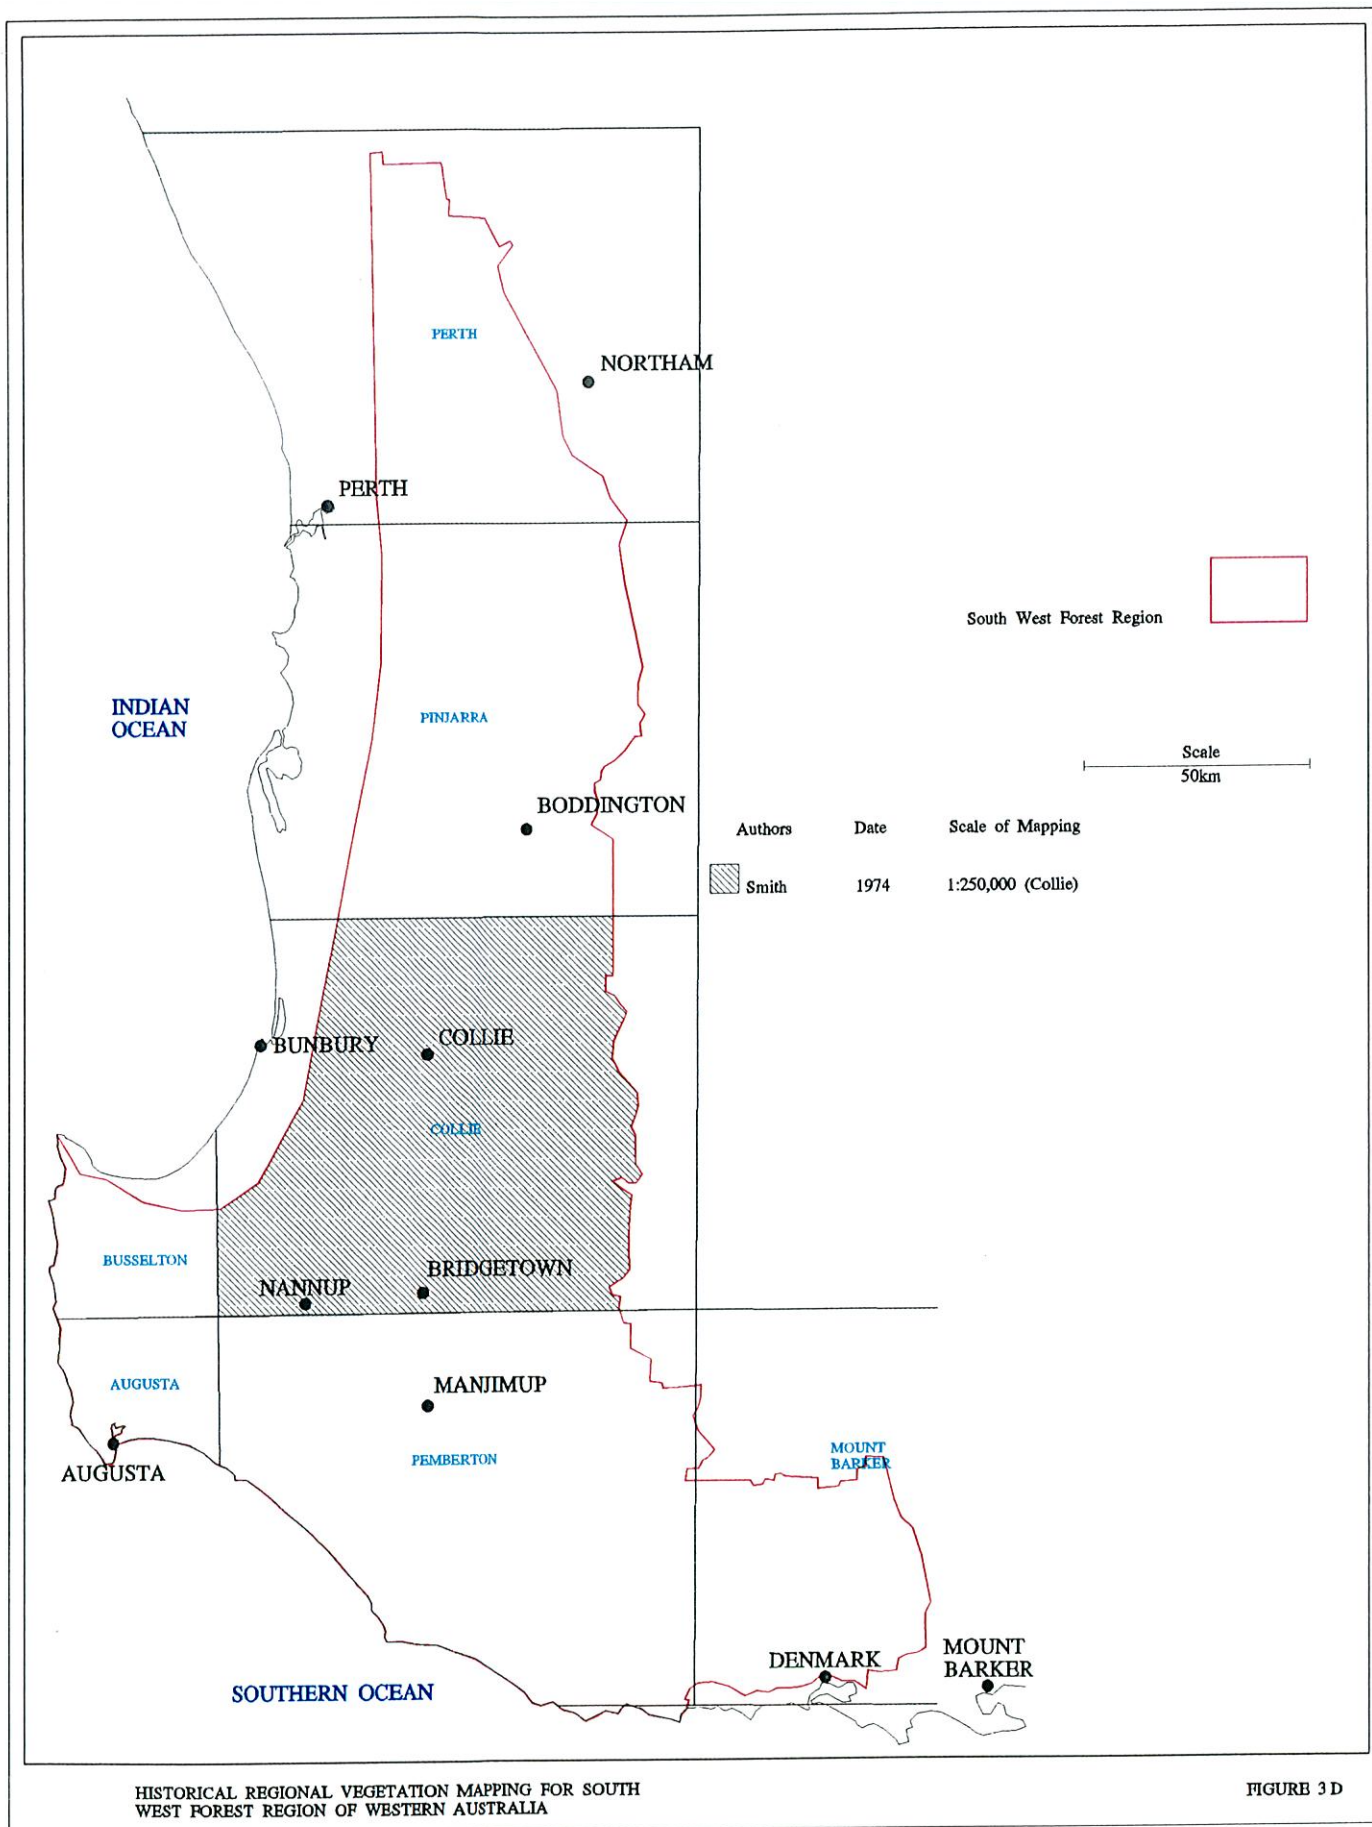 PERTH
NORTHAM
PERTH
South West Forest Region
INDIAN
OCEAN
PINJARRA
Scale
50km
BODDINGTON
Authors Date Scale of Mapping
Smith 1974 1:250,000 (Collie)
BUNBURY
COLLIE
COLLIE
BUSSELTON
NANNUP
BRIDGETOWN
AUGUSTA
MANJIMUP
AUGUSTA
PEMBERTON
MOUNT
BARKER
DENMARK
MOUNT
BARKER
SOUTHERN OCEAN
HISTORICAL REGIONAL VEGETATION MAPPING FOR SOUTH
WEST FOREST REGION OF WESTERN AUSTRALIA
FIGURE 3 D